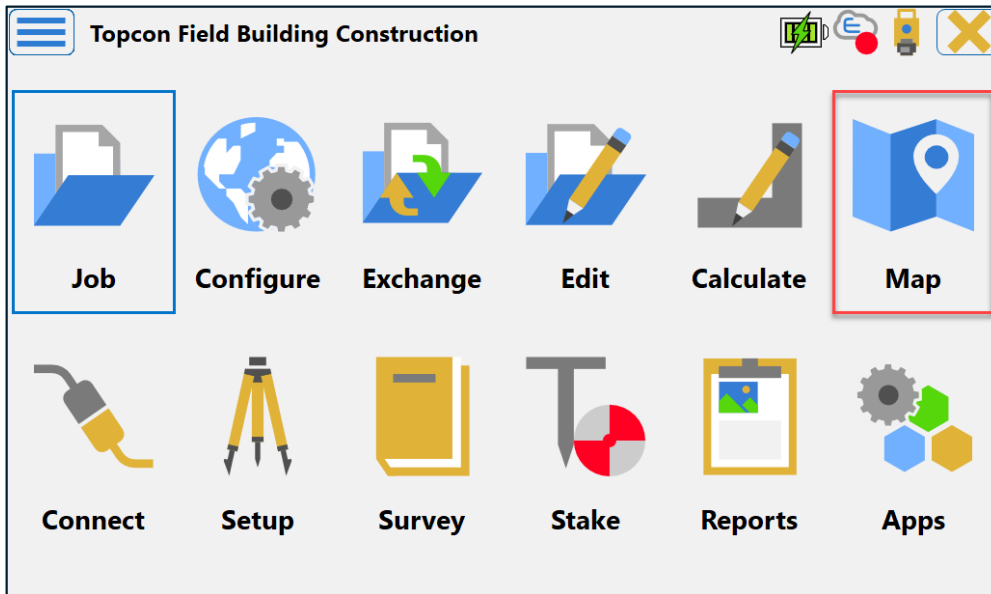 Topcon Field Building Construction
Job Configure Exchange Edit Calculate Map
Connect Setup Survey Stake Reports Apps